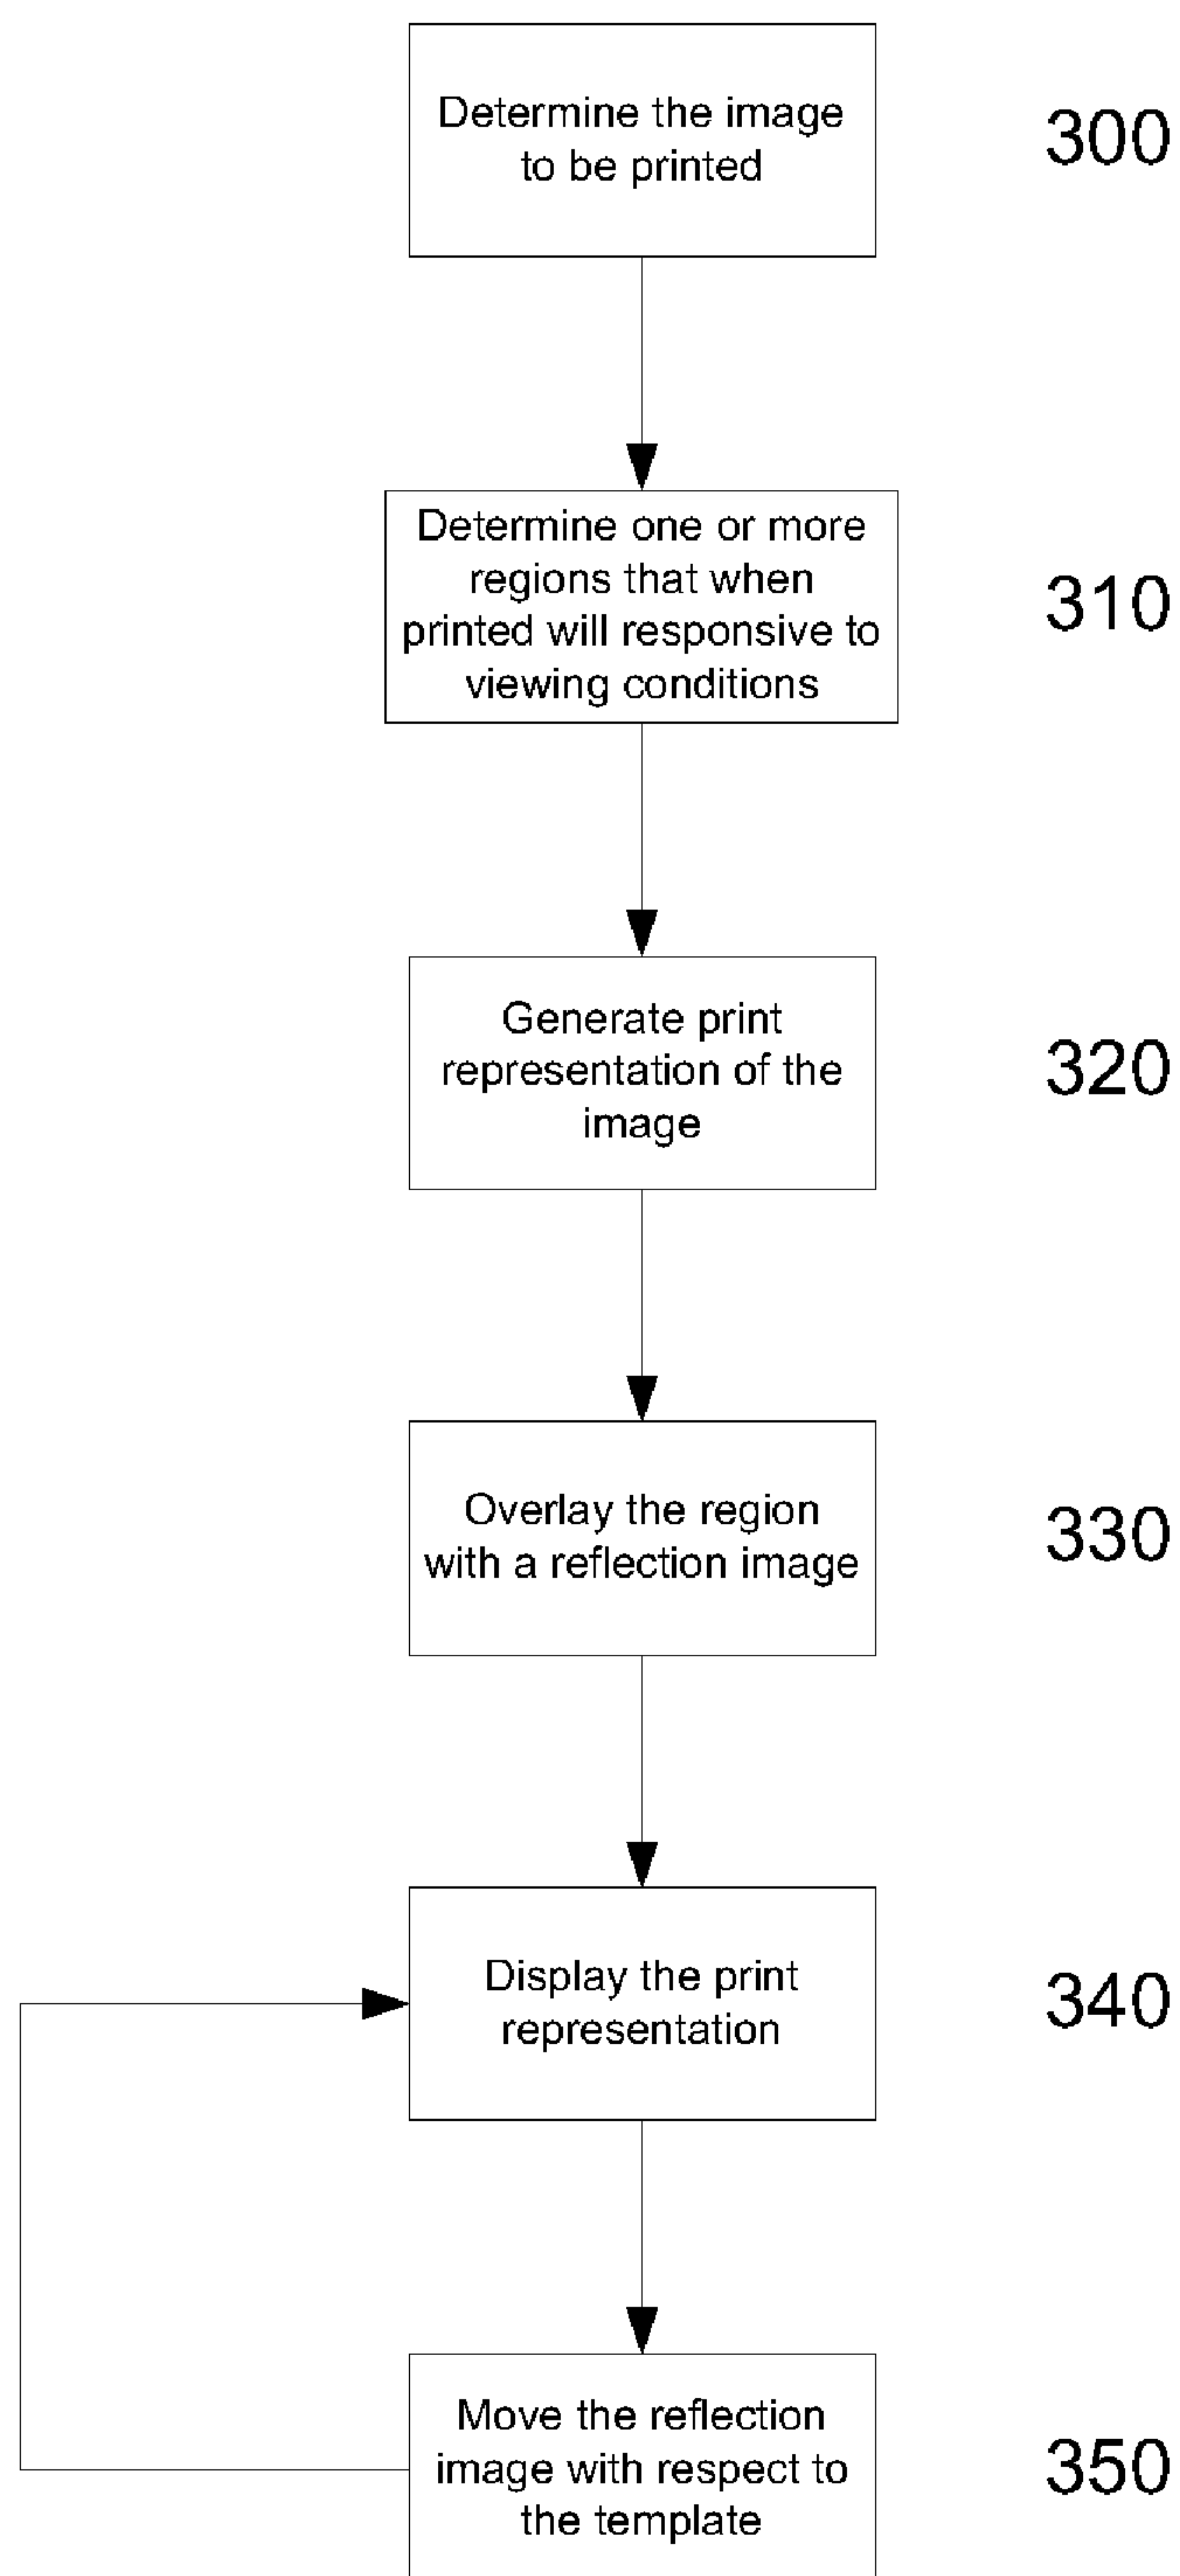 Determine the image
to be printed
300
Determine one or more
regions that when
printed will responsive to
viewing conditions
310
Generate print
representation of the
image
320
Overlay the region
with a reflection image
330
Display the print
representation
340
Move the reflection
image with respect to
the template
350